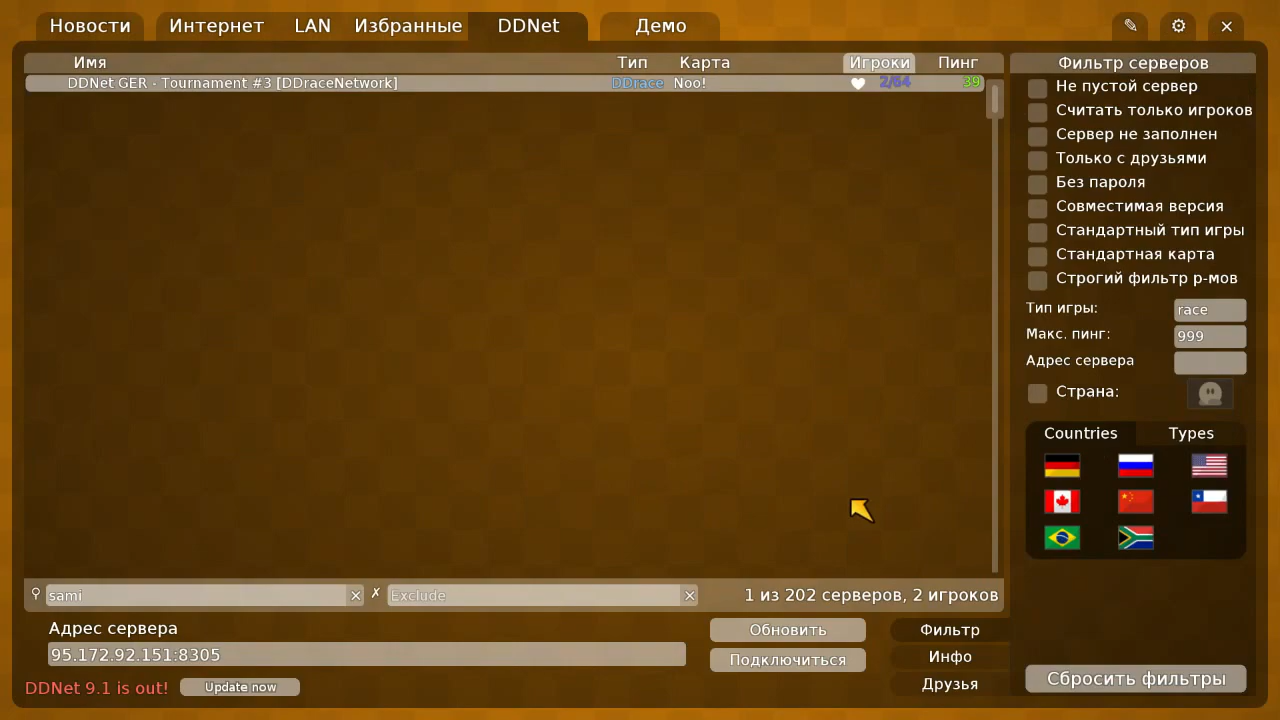 Новости Интернет LAN Избранные DDNet Демо
Имя Тип Карта Игроки Пинг
DDNet GER - Tournament #3 [DDraceNetwork] DDrace Noo! 2/64 39
Фильтр серверов
Не пустой сервер
Считать только игроков
Сервер не заполнен
Только с друзьями
Без пароля
Совместимая версия
Стандартный тип игры
Стандартная карта
Строгий фильтр р-мов
Тип игры: race
Макс. пинг: 999
Адрес сервера
Страна:
Countries Types
sami Exclude 1 из 202 серверов, 2 игроков
Адрес сервера
95.172.92.151:8305
Обновить
Подключиться
Фильтр
Инфо
Друзья
DDNet 9.1 is out! Update now
Сбросить фильтры